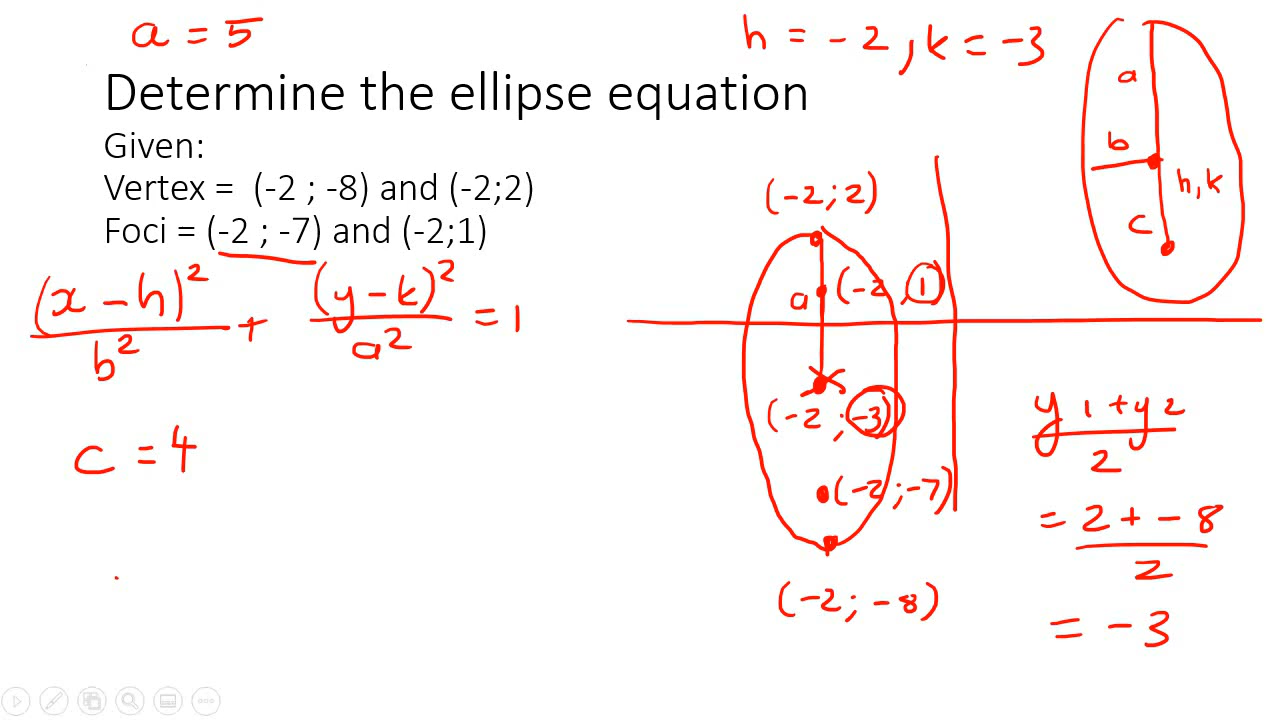 a = 5
h = -2, k = -3
Determine the ellipse equation
Given:
Vertex = (-2 ; -8) and (-2;2)
Foci = (-2 ; -7) and (-2;1)
(x - h)² / b² + (y - k)² / a² = 1
c = 4
a
b
h, k
c
(-2; 2)
(-2, 1)
a
(-2; -3)
(-2; -7)
(-2; -8)
y1 + y2 / 2
= 2 + -8 / 2
= -3